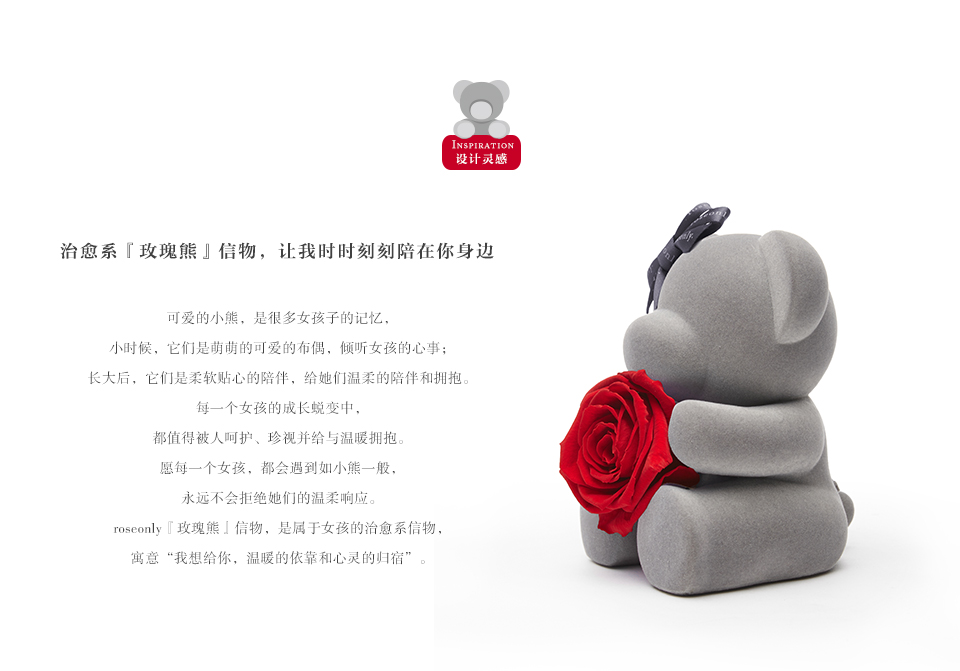 INSPIRATION
设计灵感
治愈系『玫瑰熊』信物，让我时时刻刻陪在你身边
可爱的小熊，是很多女孩子的记忆，
小时候，它们是萌萌的可爱的布偶，倾听女孩的心事；
长大后，它们是柔软贴心的陪伴，给她们温柔的陪伴和拥抱。
每一个女孩的成长蜕变中，
都值得被人呵护、珍视并给与温暖拥抱。
愿每一个女孩，都会遇到如小熊一般，
永远不会拒绝她们的温柔响应。
roseonly『玫瑰熊』信物，是属于女孩的治愈系信物，
寓意“我想给你，温暖的依靠和心灵的归宿”。